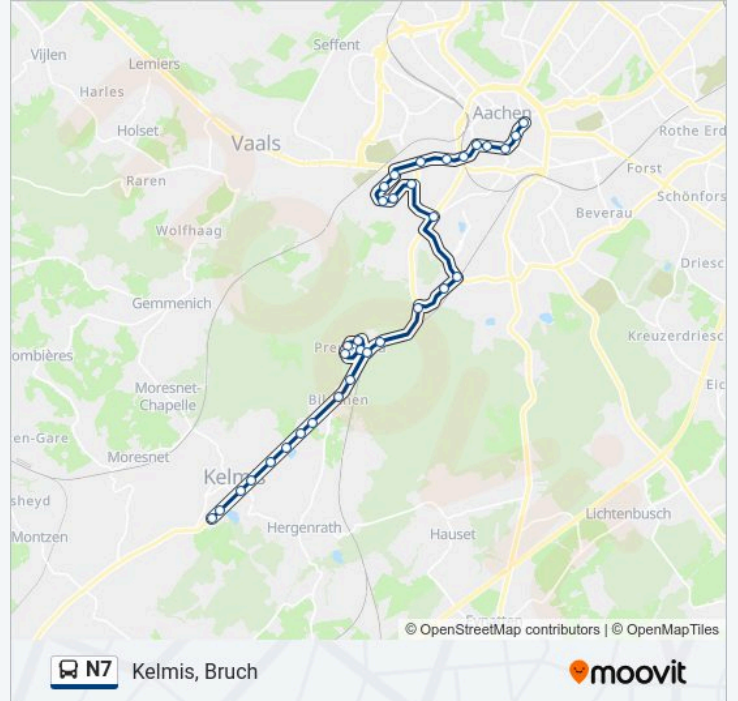 Seffent
Vijlen
Lemiers
Harles
Aachen
Holset
Vaals
Rothe Erd
Forst
Raren
Schönfors
Beverau
Wolfhaag
Driesc
Gemmenich
Kreuzerdriesc
ombières
Moresnet-
Chapelle
Eic
en-Gare
Moresnet
Kelmis
sheyd
Lichtenbusch
Hergenrath
Hauset
Montzen
© OpenStreetMap contributors | © OpenMapTiles
N7 Kelmis, Bruch
moovit